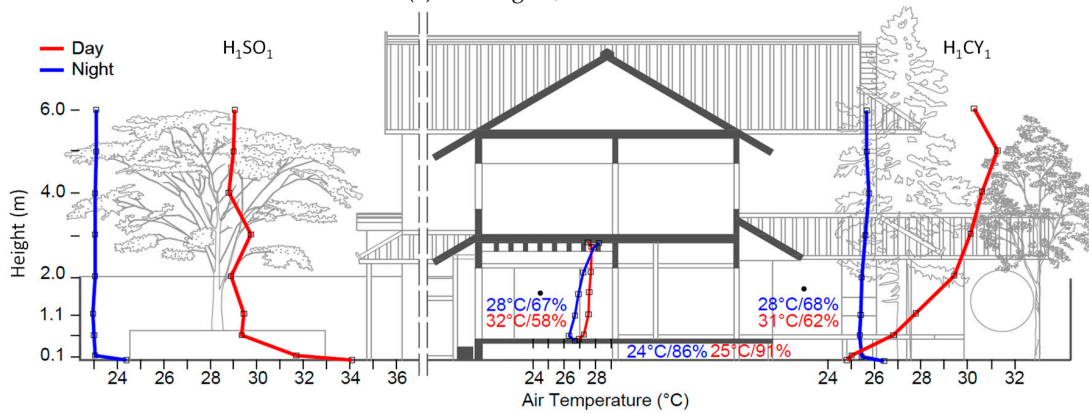 H₁SO₁
H₁CY₁
Day
Night
6.0
4.0
2.0
1.1
0.1
Height (m)
28°C/67%
32°C/58%
28°C/68%
31°C/62%
24°C/86% 25°C/91%
24 26 28 30 32 34 36
24 26 28
24 26 28 30 32
Air Temperature (°C)